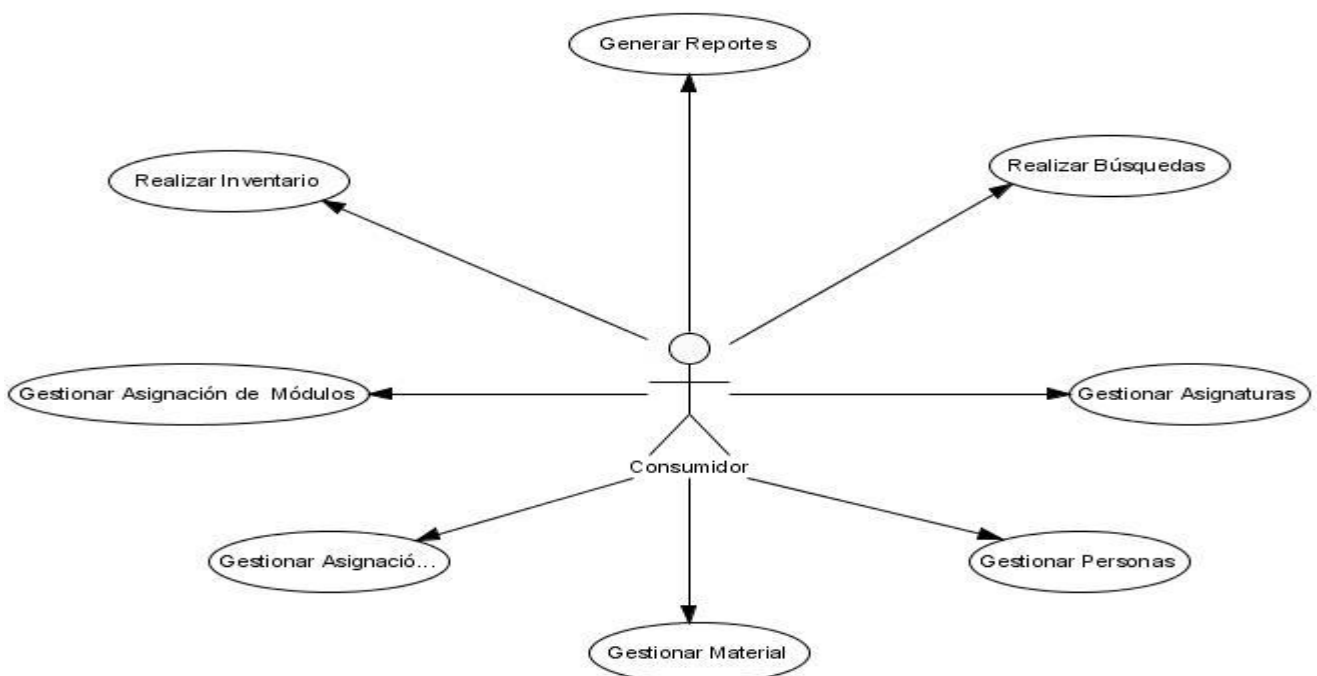 Generar Reportes
Realizar Búsquedas
Realizar Inventario
Gestionar Asignación de Módulos
Gestionar Asignaturas
Consumidor
Gestionar Asignació...
Gestionar Personas
Gestionar Material